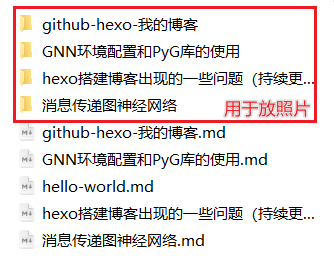 github-hexo-我的博客
GNN环境配置和PyG库的使用
hexo搭建博客出现的一些问题（持续更...
消息传递图神经网络
用于放照片
github-hexo-我的博客.md
GNN环境配置和PyG库的使用.md
hello-world.md
hexo搭建博客出现的一些问题（持续更...
消息传递图神经网络.md